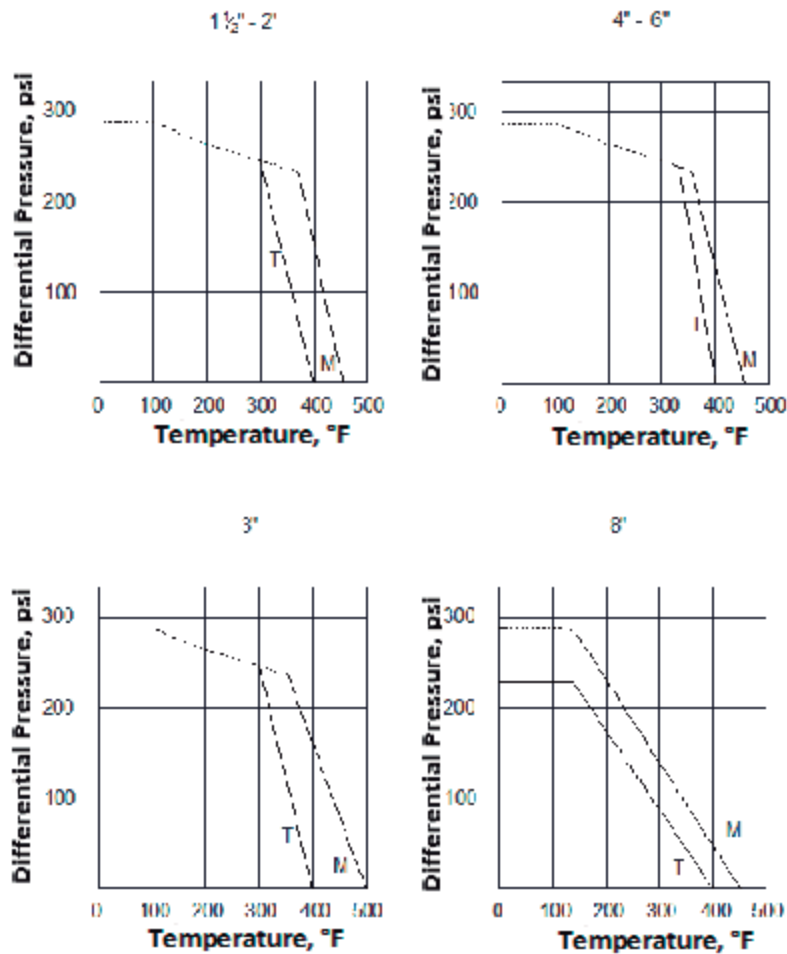 1½" - 2"
4" - 6"
Differential Pressure, psi
300
200
100
T
M
0 100 200 300 400 500
Temperature, °F
Differential Pressure, psi
300
200
100
T
M
0 100 200 300 400 500
Temperature, °F
3"
8"
Differential Pressure, psi
300
200
100
T
M
0 100 200 300 400 500
Temperature, °F
Differential Pressure, psi
300
200
100
M
T
0 100 200 300 400 500
Temperature, °F